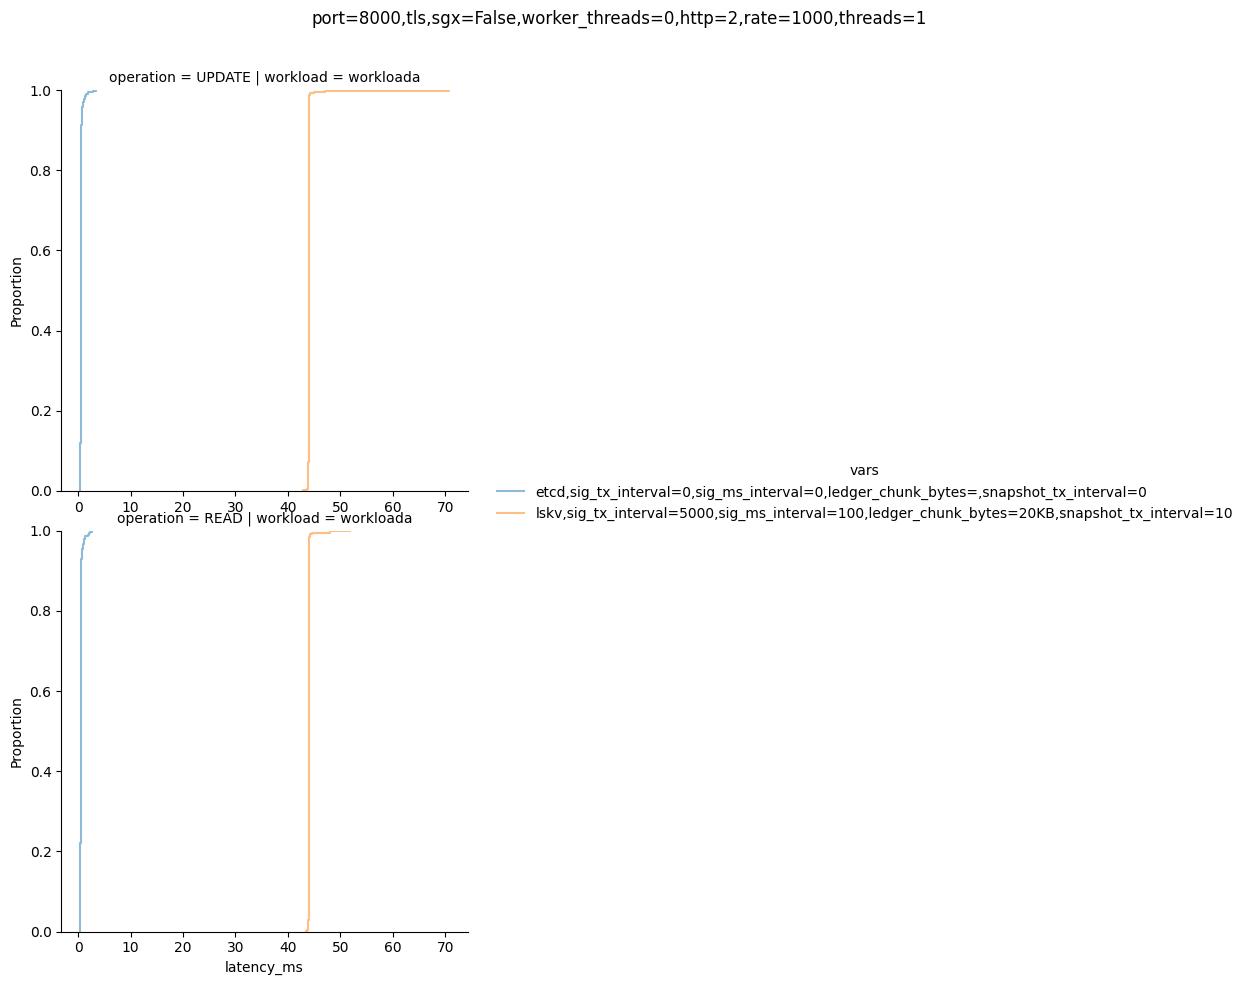 port=8000,tls,sgx=False,worker_threads=0,http=2,rate=1000,threads=1
operation = UPDATE | workload = workloada
1.0
0.8
0.6
0.4
0.2
0.0
Proportion
0 10 20 30 40 50 60 70
vars
etcd,sig_tx_interval=0,sig_ms_interval=0,ledger_chunk_bytes=,snapshot_tx_interval=0
lskv,sig_tx_interval=5000,sig_ms_interval=100,ledger_chunk_bytes=20KB,snapshot_tx_interval=10
operation = READ | workload = workloada
1.0
0.8
0.6
0.4
0.2
0.0
Proportion
0 10 20 30 40 50 60 70
latency_ms